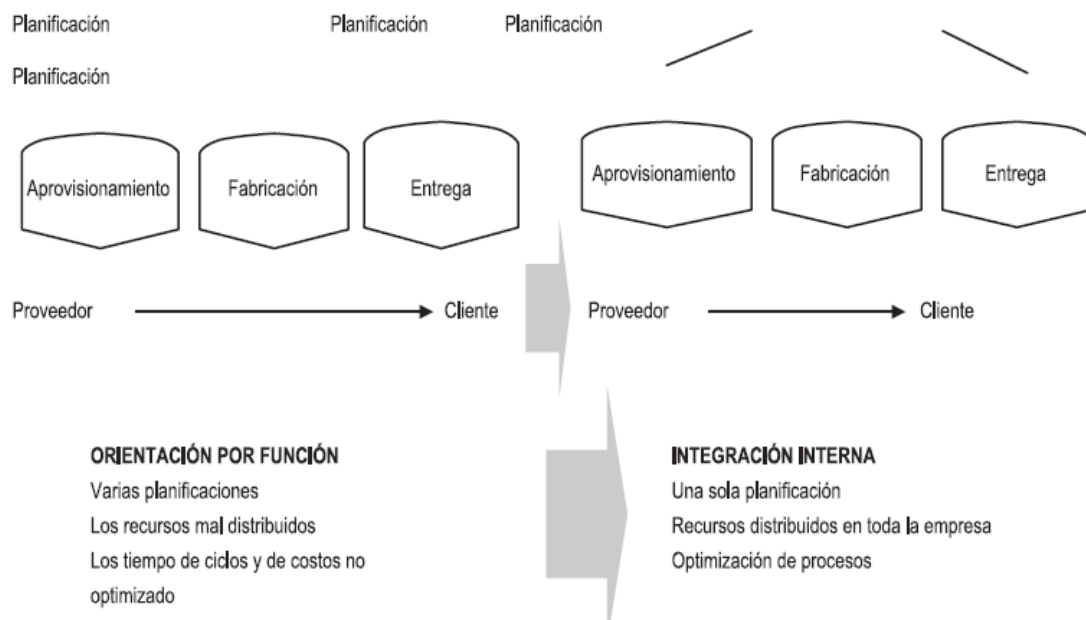 Planificación Planificación Planificación
Planificación
Aprovisionamiento Fabricación Entrega Aprovisionamiento Fabricación Entrega
Proveedor Cliente Proveedor Cliente
ORIENTACIÓN POR FUNCIÓN
Varias planificaciones
Los recursos mal distribuidos
Los tiempo de ciclos y de costos no
optimizado
INTEGRACIÓN INTERNA
Una sola planificación
Recursos distribuidos en toda la empresa
Optimización de procesos